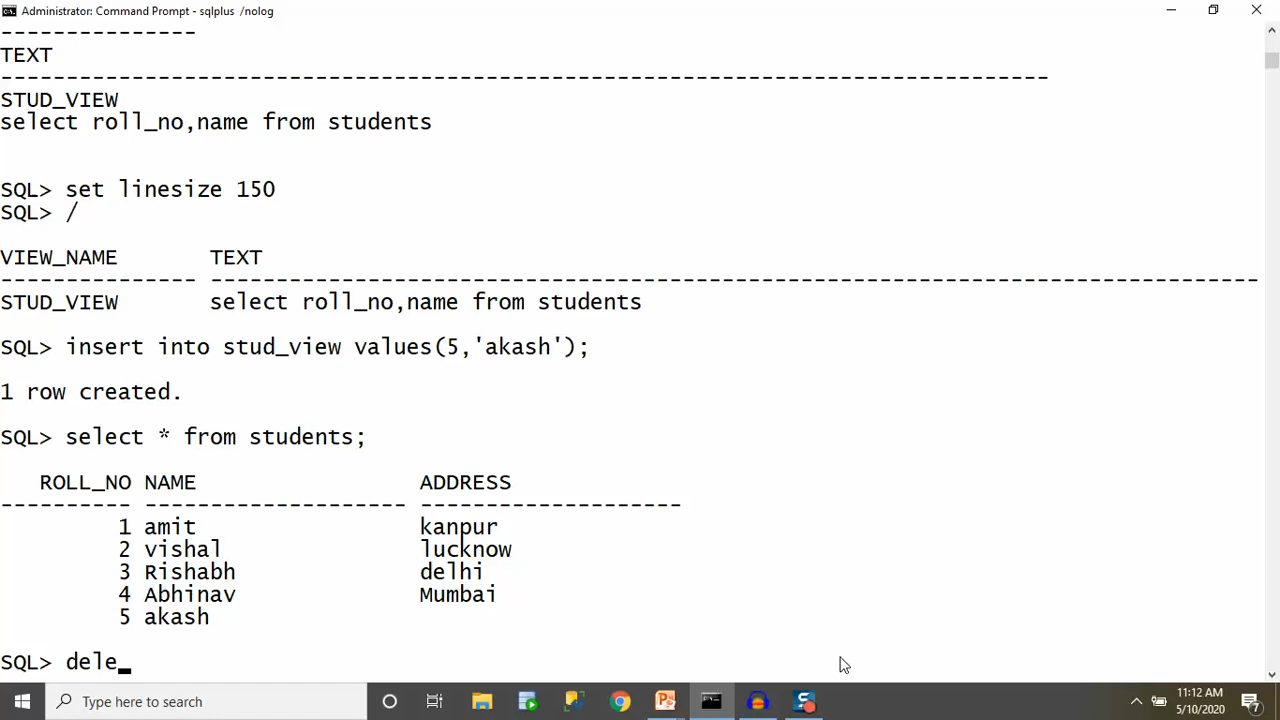 Administrator: Command Prompt - sqlplus /nolog
---------------
TEXT
--------------------------------------------------------------------------------
STUD_VIEW
select roll_no,name from students
SQL> set linesize 150
SQL> /
VIEW_NAME TEXT
--------------- --------------------------------------------------------------------------------
STUD_VIEW select roll_no,name from students
SQL> insert into stud_view values(5,'akash');
1 row created.
SQL> select * from students;
ROLL_NO NAME ADDRESS
---------- -------------------- --------------------
1 amit kanpur
2 vishal lucknow
3 Rishabh delhi
4 Abhinav Mumbai
5 akash
SQL> dele_
Type here to search
11:12 AM
5/10/2020
7